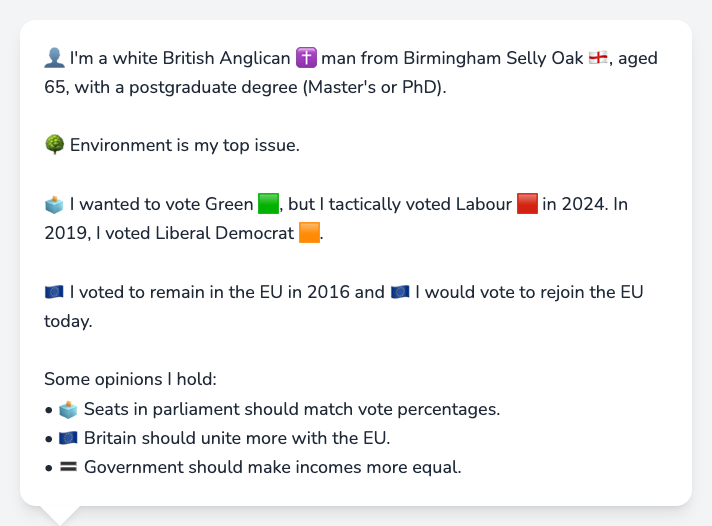 👤 I'm a white British Anglican ✝️ man from Birmingham Selly Oak 🏴󠁧󠁢󠁥󠁮󠁧󠁿, aged
65, with a postgraduate degree (Master's or PhD).
🌳 Environment is my top issue.
🗳️ I wanted to vote Green 🟩, but I tactically voted Labour 🟥 in 2024. In
2019, I voted Liberal Democrat 🟧.
🇪🇺 I voted to remain in the EU in 2016 and 🇪🇺 I would vote to rejoin the EU
today.
Some opinions I hold:
• 🗳️ Seats in parliament should match vote percentages.
• 🇪🇺 Britain should unite more with the EU.
• 🟰 Government should make incomes more equal.